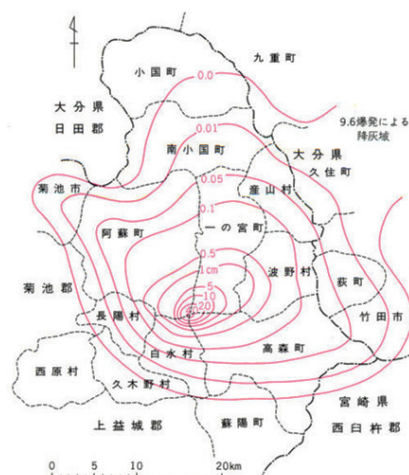 小国町
九重町
0.0
大分県
日田郡
9.6爆発による
降灰域
0.01
南小国町
大分県
久住町
菊池市
0.05
産山村
0.1
阿蘇町
一の宮町
0.5
波野村
荻町
1cm
5
10
20
菊池郡
長陽村
竹田市
白水村
高森町
西原村
久木野村
宮崎県
西臼杵郡
上益城郡
蘇陽町
0 5 10 20km